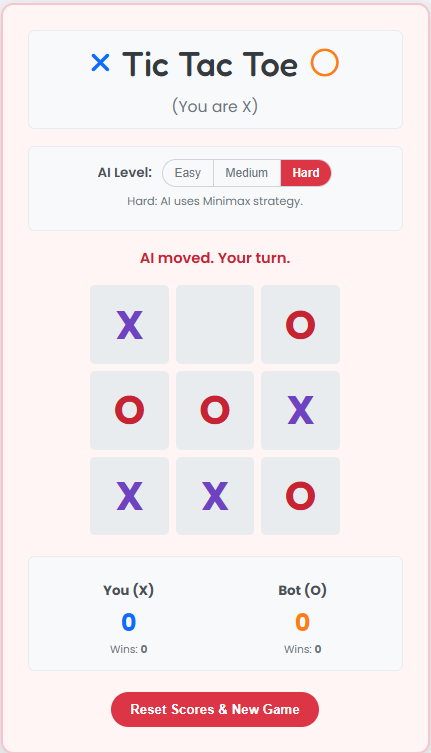 × Tic Tac Toe ○
(You are X)
AI Level: Easy Medium Hard
Hard: AI uses Minimax strategy.
AI moved. Your turn.
X O
O O X
X X O
You (X) Bot (O)
0 0
Wins: 0 Wins: 0
Reset Scores & New Game